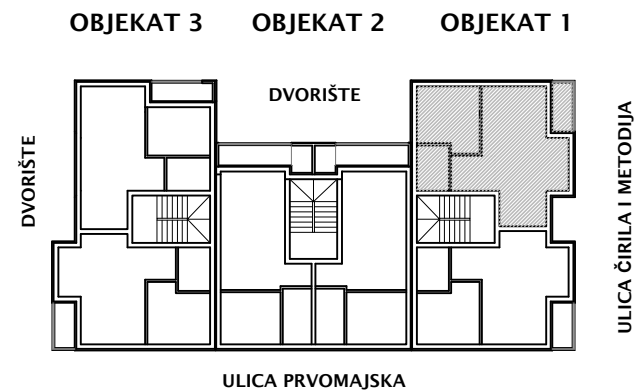 OBJEKAT 3 OBJEKAT 2 OBJEKAT 1
DVORIŠTE
DVORIŠTE
ULICA ĆIRILA I METODIJA
ULICA PRVOMAJSKA